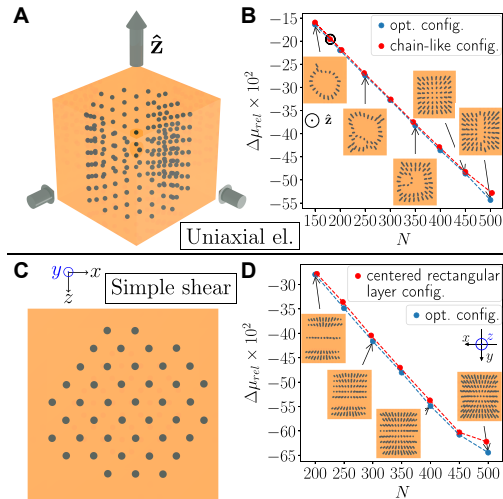 A
ẑ
Uniaxial el.
B
−15
−20
−25
−30
−35
−40
−45
−50
−55
Δμ_rel × 10²
opt. config.
chain-like config.
ẑ
150 200 250 300 350 400 450 500
N
C
y x
z
Simple shear
D
−30
−35
−40
−45
−50
−55
−60
−65
Δμ_rel × 10²
centered rectangular
layer config.
opt. config.
x z
y
200 250 300 350 400 450 500
N